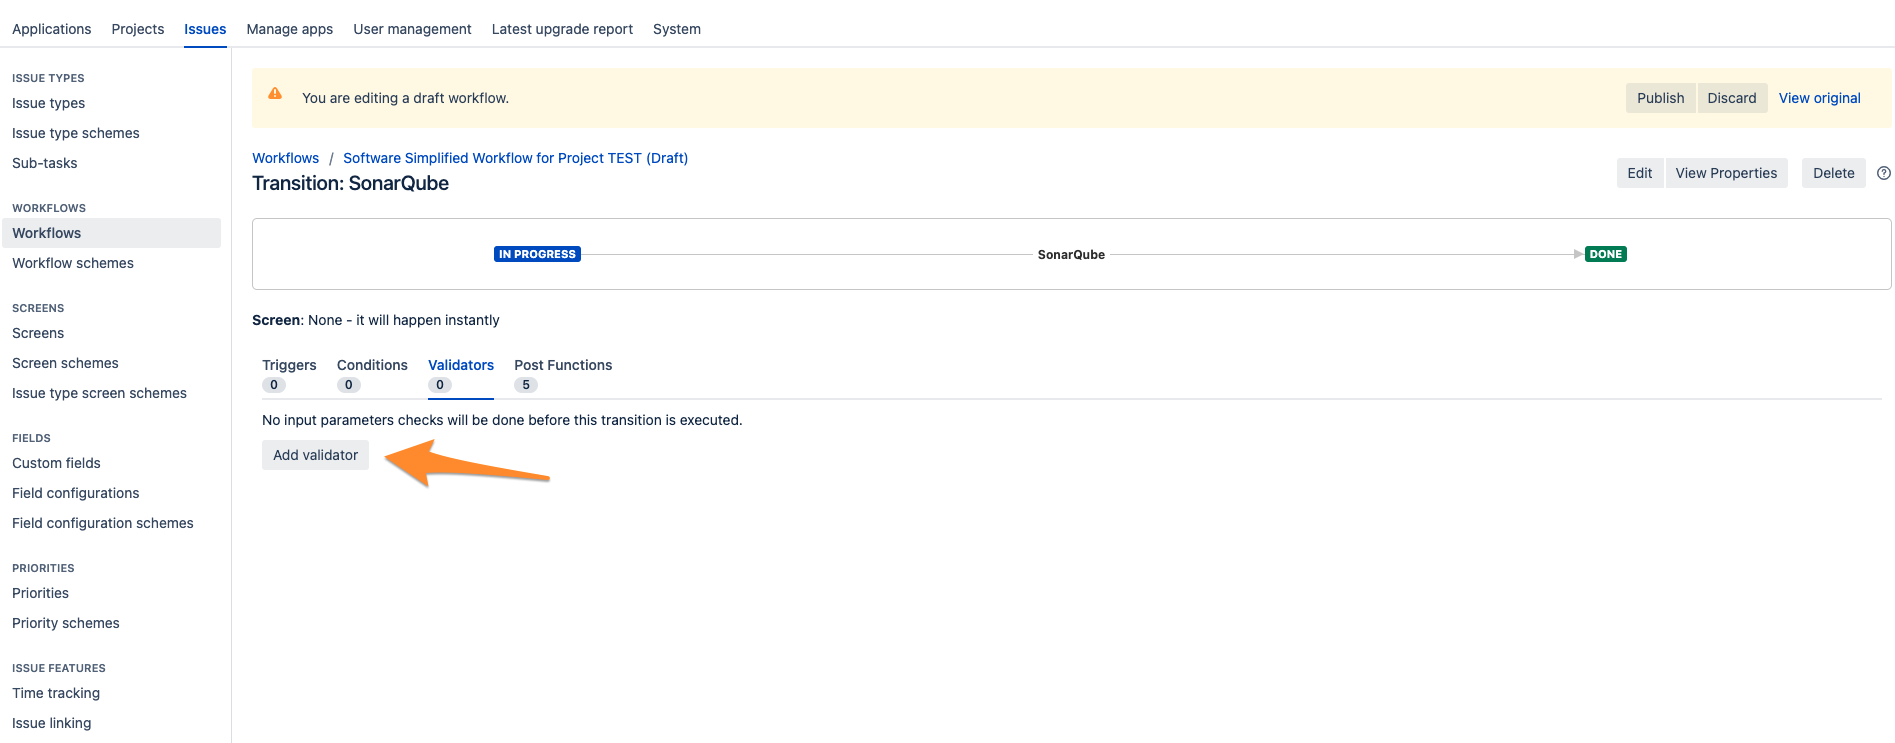 Applications Projects Issues Manage apps User management Latest upgrade report System
ISSUE TYPES
Issue types
Issue type schemes
Sub-tasks
WORKFLOWS
Workflows
Workflow schemes
SCREENS
Screens
Screen schemes
Issue type screen schemes
FIELDS
Custom fields
Field configurations
Field configuration schemes
PRIORITIES
Priorities
Priority schemes
ISSUE FEATURES
Time tracking
Issue linking
You are editing a draft workflow.
Publish Discard View original
Workflows / Software Simplified Workflow for Project TEST (Draft)
Transition: SonarQube
Edit View Properties Delete ?
IN PROGRESS SonarQube DONE
Screen: None - it will happen instantly
Triggers Conditions Validators Post Functions
0 0 0 5
No input parameters checks will be done before this transition is executed.
Add validator